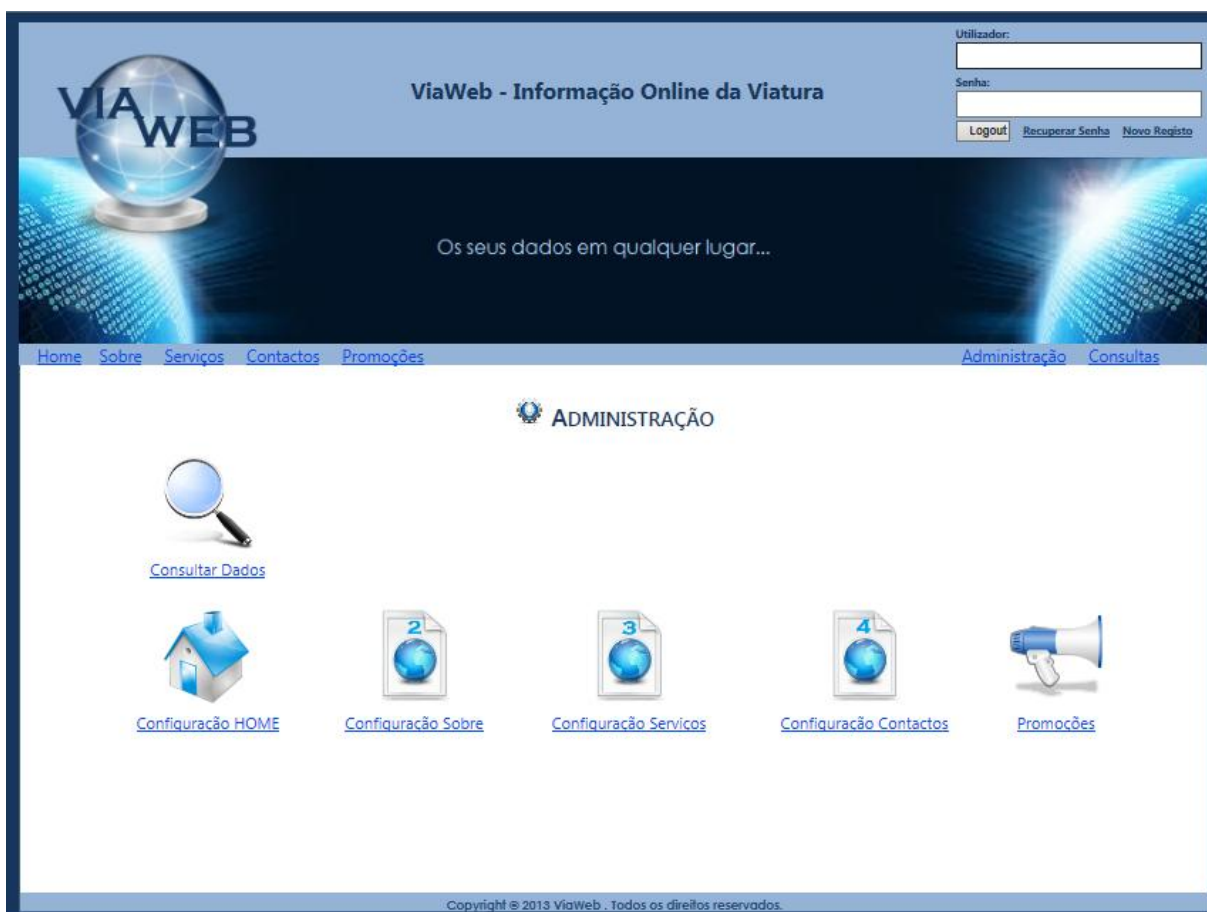 Utilizador:
VIA
WEB
ViaWeb - Informação Online da Viatura
Senha:
Logout Recuperar Senha Novo Registo
Os seus dados em qualquer lugar...
Home Sobre Serviços Contactos Promoções Administração Consultas
ADMINISTRAÇÃO
Consultar Dados
2 3 4
Configuração HOME Configuração Sobre Configuração Serviços Configuração Contactos Promoções
Copyright © 2013 ViaWeb . Todos os direitos reservados.